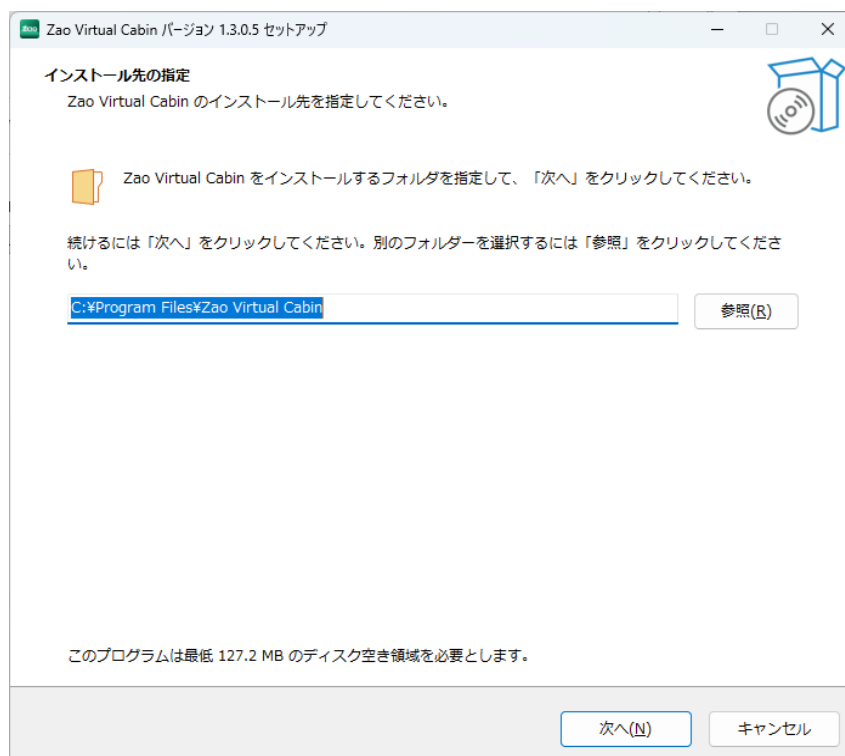 Zao Virtual Cabin バージョン 1.3.0.5 セットアップ
インストール先の指定
Zao Virtual Cabin のインストール先を指定してください。
Zao Virtual Cabin をインストールするフォルダを指定して、「次へ」をクリックしてください。
続けるには「次へ」をクリックしてください。別のフォルダーを選択するには「参照」をクリックしてくださ
い。
C:¥Program Files¥Zao Virtual Cabin
参照(R)
このプログラムは最低 127.2 MB のディスク空き領域を必要とします。
次へ(N)
キャンセル